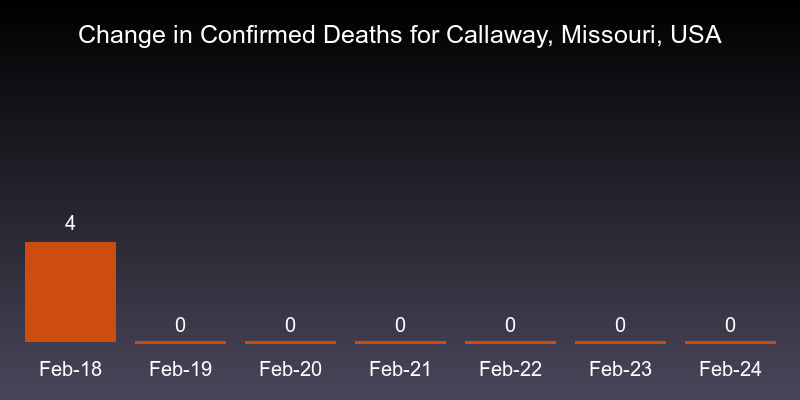 Change in Confirmed Deaths for Callaway, Missouri, USA
4
0 0 0 0 0 0
Feb-18 Feb-19 Feb-20 Feb-21 Feb-22 Feb-23 Feb-24